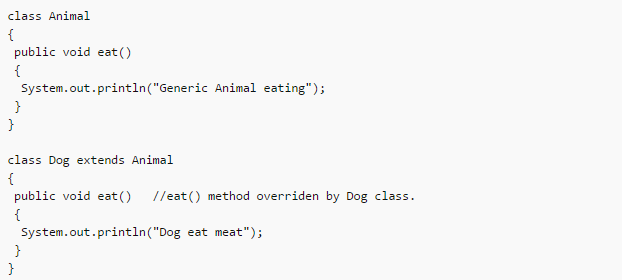 class Animal
{
 public void eat()
 {
  System.out.println("Generic Animal eating");
 }
}

class Dog extends Animal
{
 public void eat()   //eat() method overriden by Dog class.
 {
  System.out.println("Dog eat meat");
 }
}